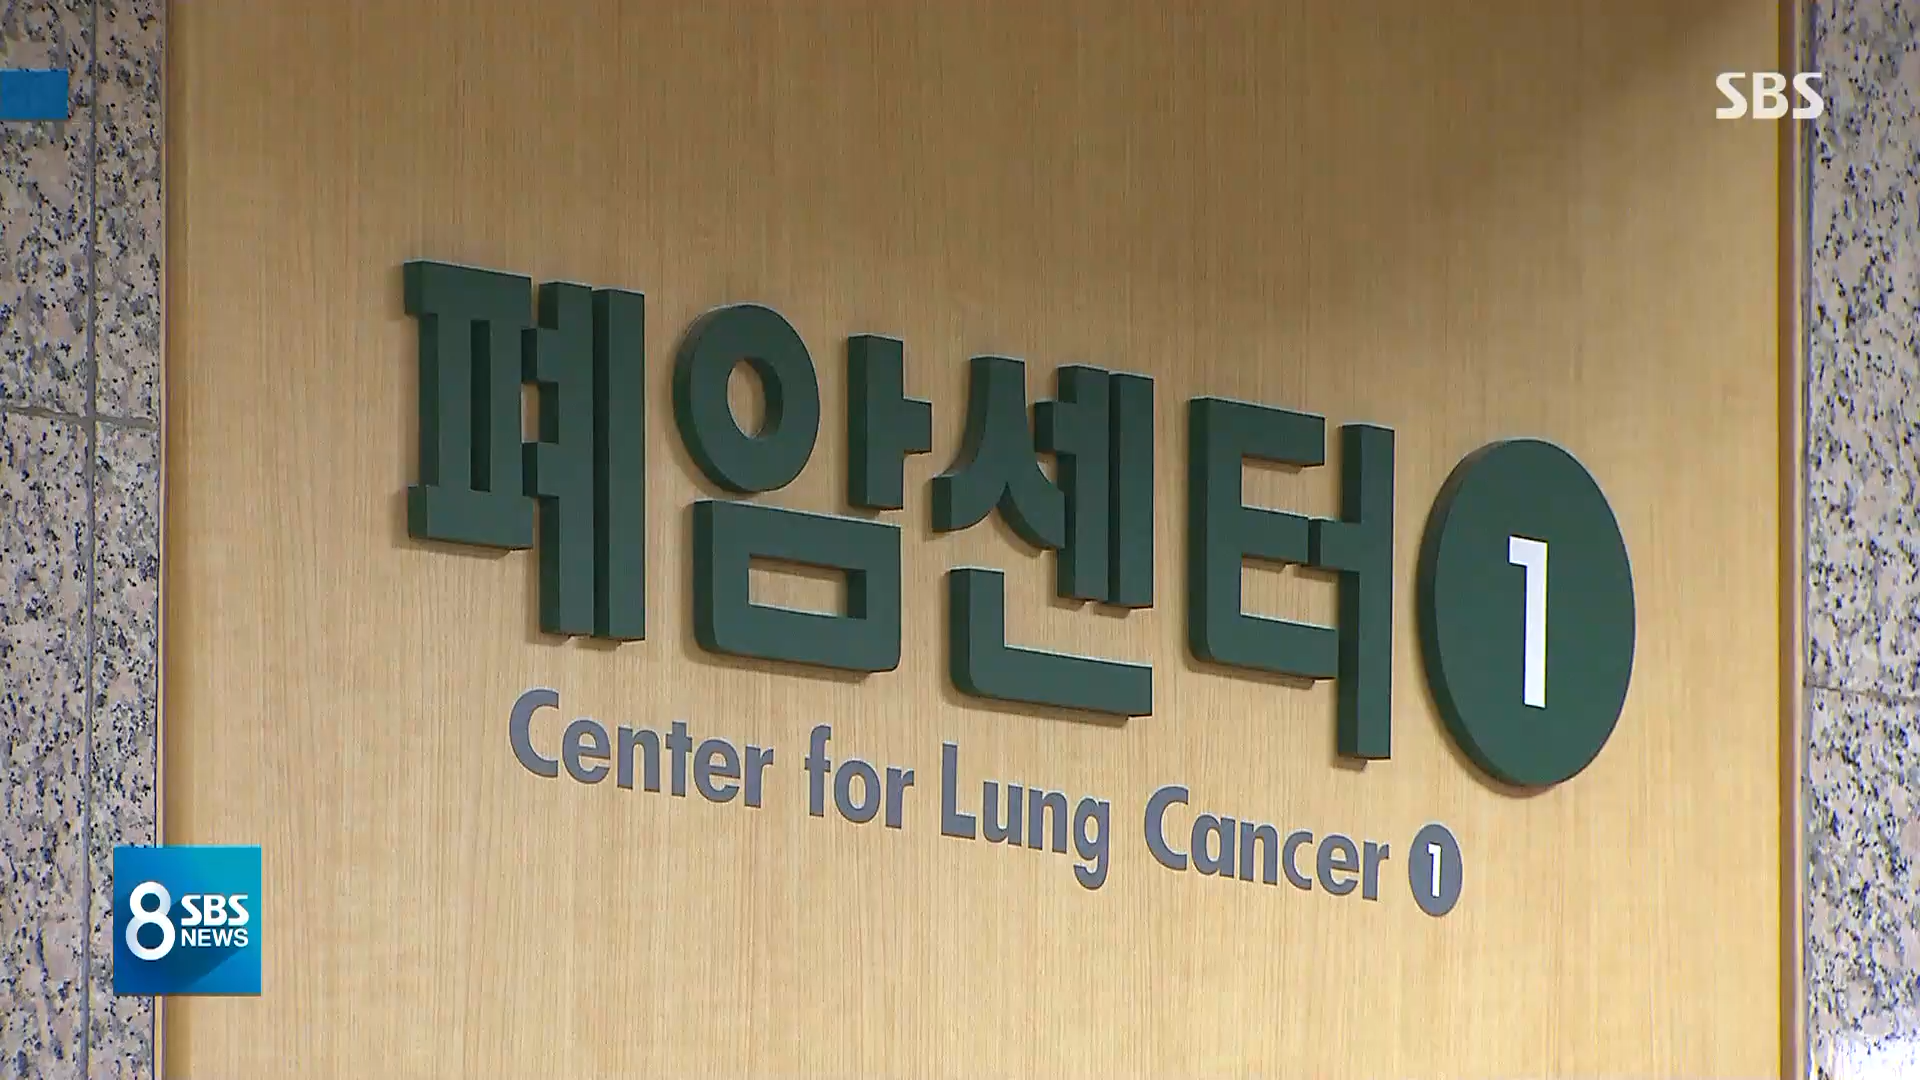 SBS
폐암센터 1
Center for Lung Cancer 1
8 SBS NEWS